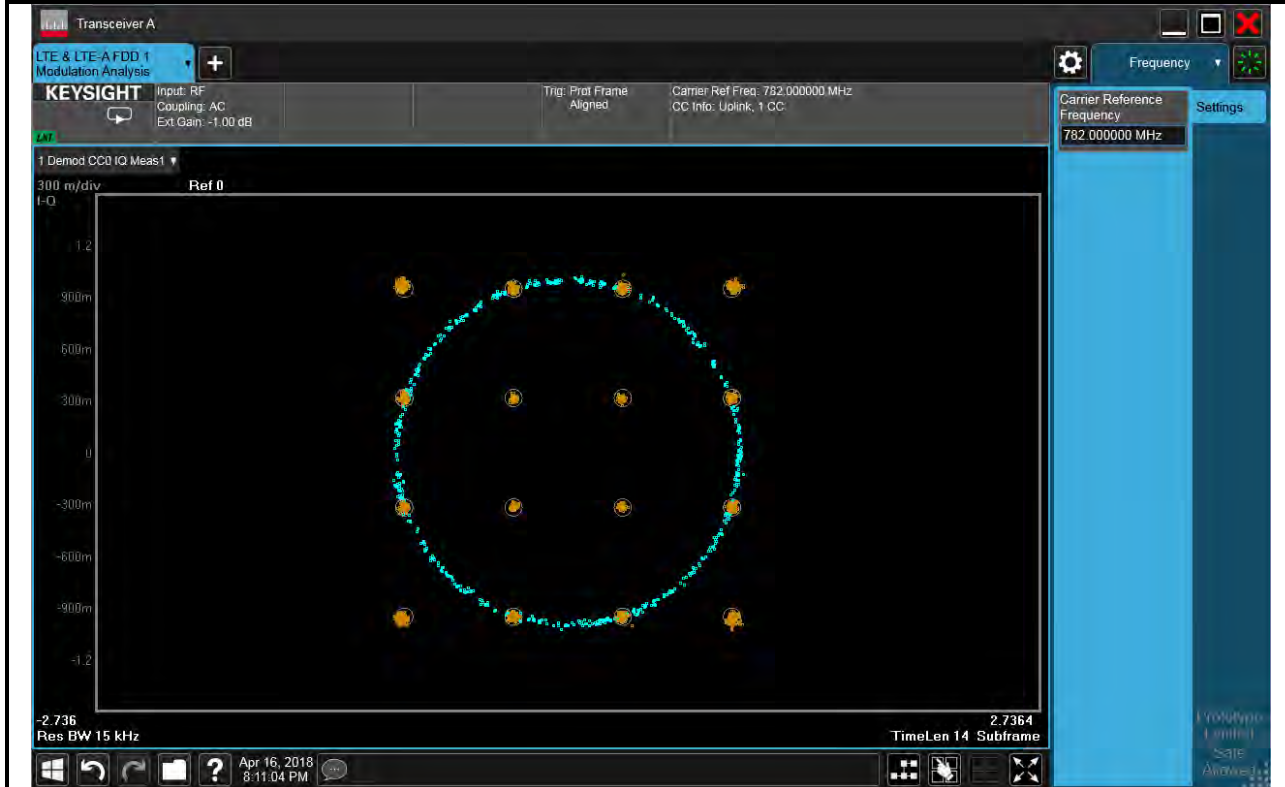 Transceiver A
LTE & LTE-A FDD 1
Modulation Analysis
+
Frequency
KEYSIGHT
Input: RF
Coupling: AC
Ext Gain: -1.00 dB
Trig: Prdt Frame
Aligned
Carrier Ref Freq: 782.000000 MHz
CC Info: Uplink, 1 CC
LXI
Carrier Reference
Frequency
782.000000 MHz
Settings
1 Demod CC0 IQ Meas1
300 m/div
Ref 0
I-Q
1.2
900m
600m
300m
0
-300m
-600m
-900m
-1.2
-2.736
2.7364
Res BW 15 kHz
TimeLen 14 Subframe
?
Apr 16, 2018
8:11:04 PM